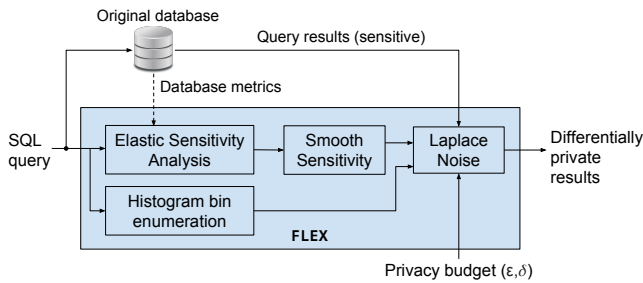 Original database
Query results (sensitive)
Database metrics
SQL
query
Elastic Sensitivity
Analysis
Smooth
Sensitivity
Laplace
Noise
Differentially
private
results
Histogram bin
enumeration
FLEX
Privacy budget (ε,δ)